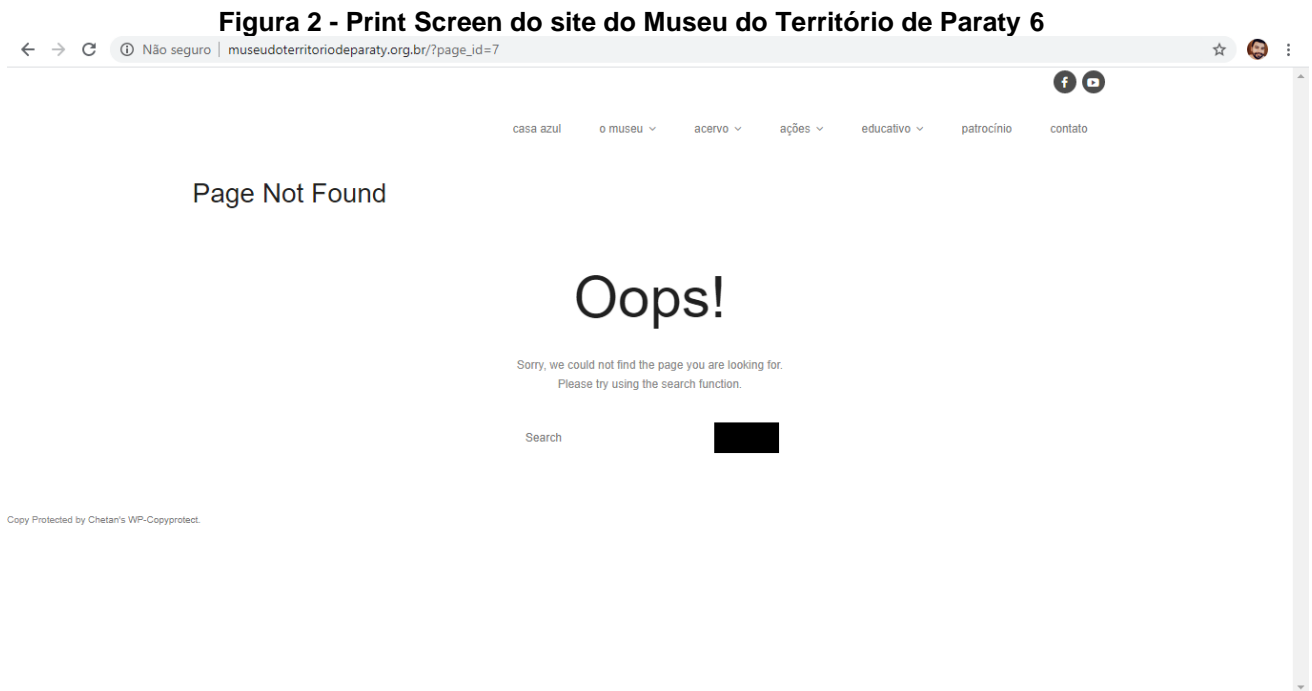 Figura 2 - Print Screen do site do Museu do Território de Paraty 6
Não seguro | museudoterritoriodeparaty.org.br/?page_id=7
casa azul o museu acervo ações educativo patrocínio contato
Page Not Found
Oops!
Sorry, we could not find the page you are looking for.
Please try using the search function.
Search
Copy Protected by Chetan's WP-Copyprotect.